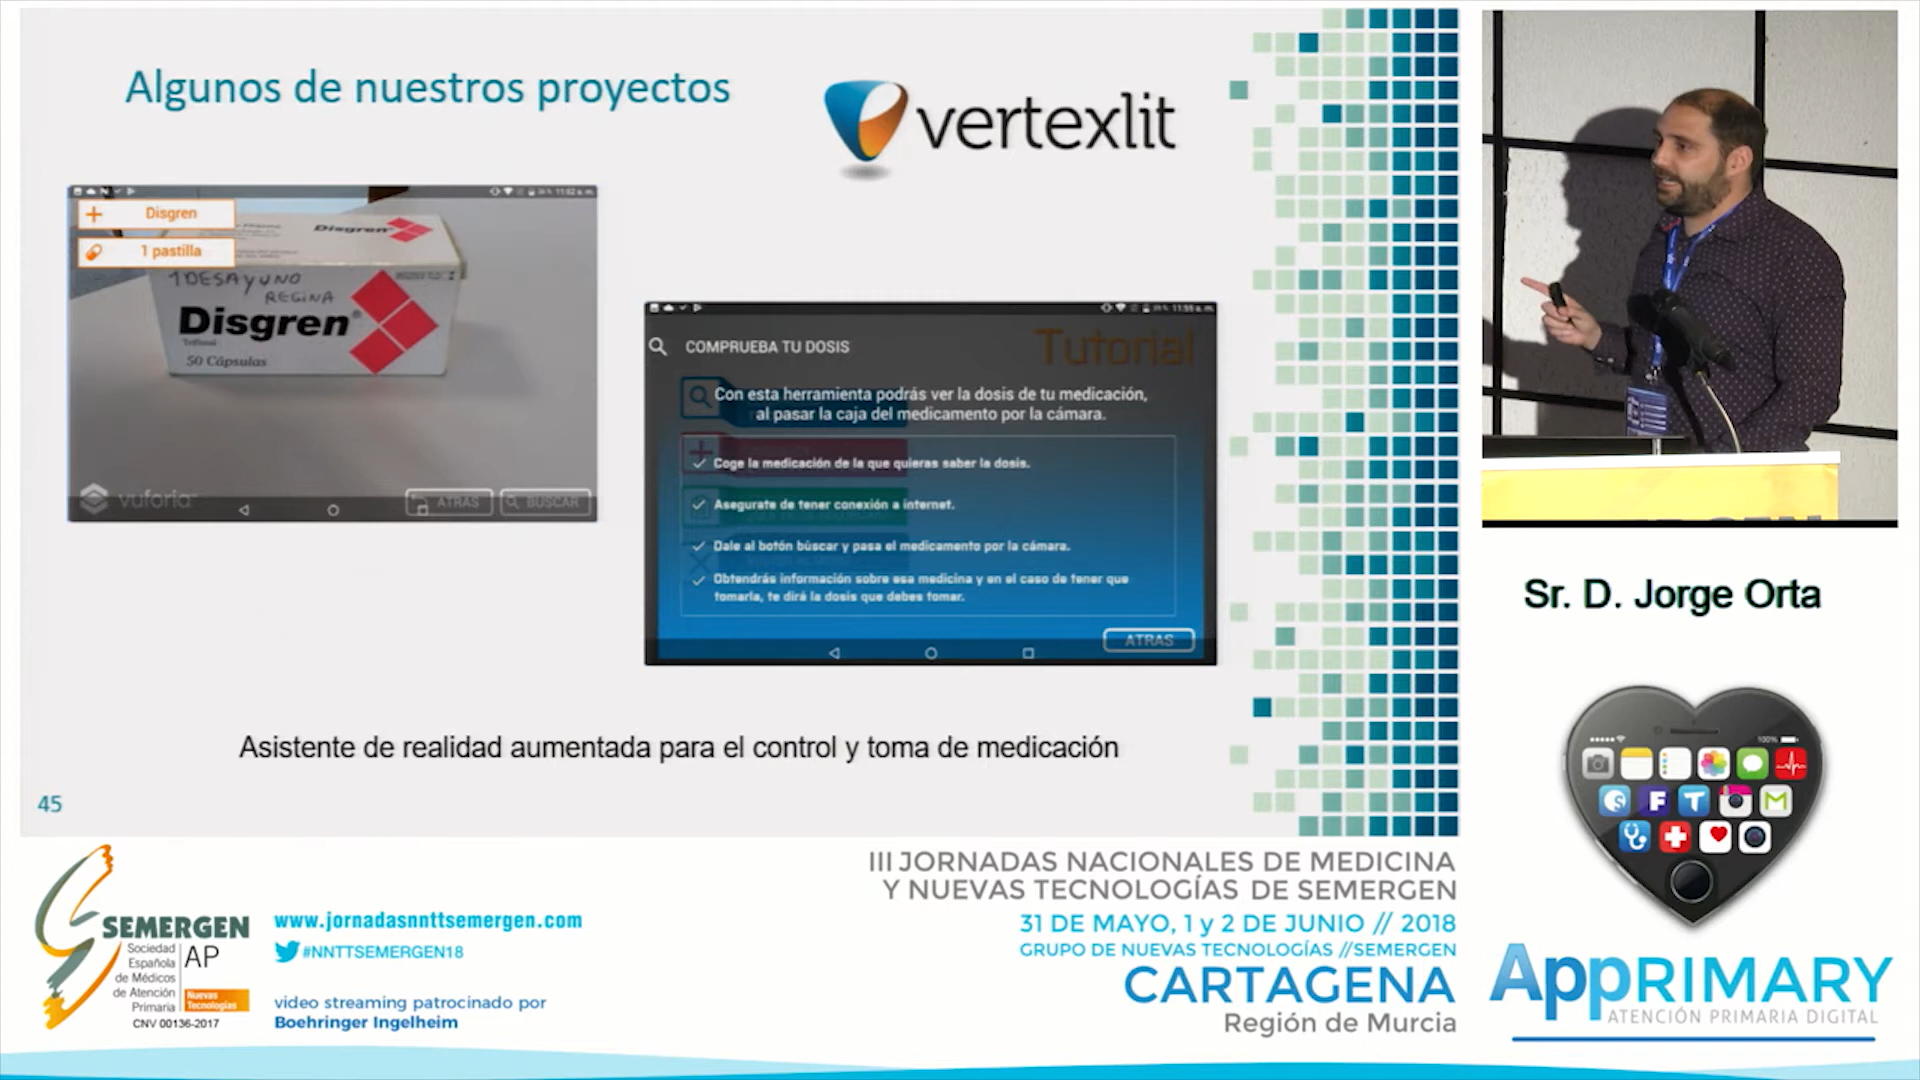 Algunos de nuestros proyectos
vertexlit
11:02 a. m.
Disgren
1 pastilla
Disgren
1 DESAYUNO
REGINA
Disgren®
Triflusal
50 Cápsulas
vuforia™
ATRAS
BUSCAR
COMPRUEBA TU DOSIS
Tutorial
Con esta herramienta podrás ver la dosis de tu medicación,
al pasar la caja del medicamento por la cámara.
Coge la medicación de la que quieras saber la dosis.
Asegurate de tener conexión a internet.
Dale al botón búscar y pasa el medicamento por la cámara.
Obtendrás información sobre esa medicina y en el caso de tener que
tomarla, te dirá la dosis que debes tomar.
ATRAS
Asistente de realidad aumentada para el control y toma de medicación
45
Sr. D. Jorge Orta
100%
SEMERGEN
Sociedad
Española
de Médicos
de Atención
Primaria
AP
Nuevas
Tecnologías
CNV 00136-2017
www.jornadasnnttsemergen.com
#NNTTSEMERGEN18
video streaming patrocinado por
Boehringer Ingelheim
III JORNADAS NACIONALES DE MEDICINA
Y NUEVAS TECNOLOGÍAS DE SEMERGEN
31 DE MAYO, 1 y 2 DE JUNIO // 2018
GRUPO DE NUEVAS TECNOLOGÍAS //SEMERGEN
CARTAGENA
Región de Murcia
AppRIMARY
ATENCIÓN PRIMARIA DIGITAL